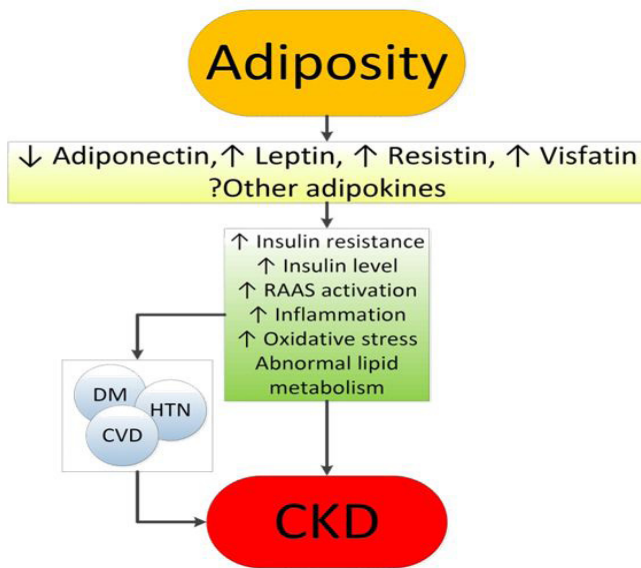 Adiposity
↓ Adiponectin,↑ Leptin, ↑ Resistin, ↑ Visfatin
?Other adipokines
↑ Insulin resistance
↑ Insulin level
↑ RAAS activation
↑ Inflammation
↑ Oxidative stress
Abnormal lipid
metabolism
DM
HTN
CVD
CKD